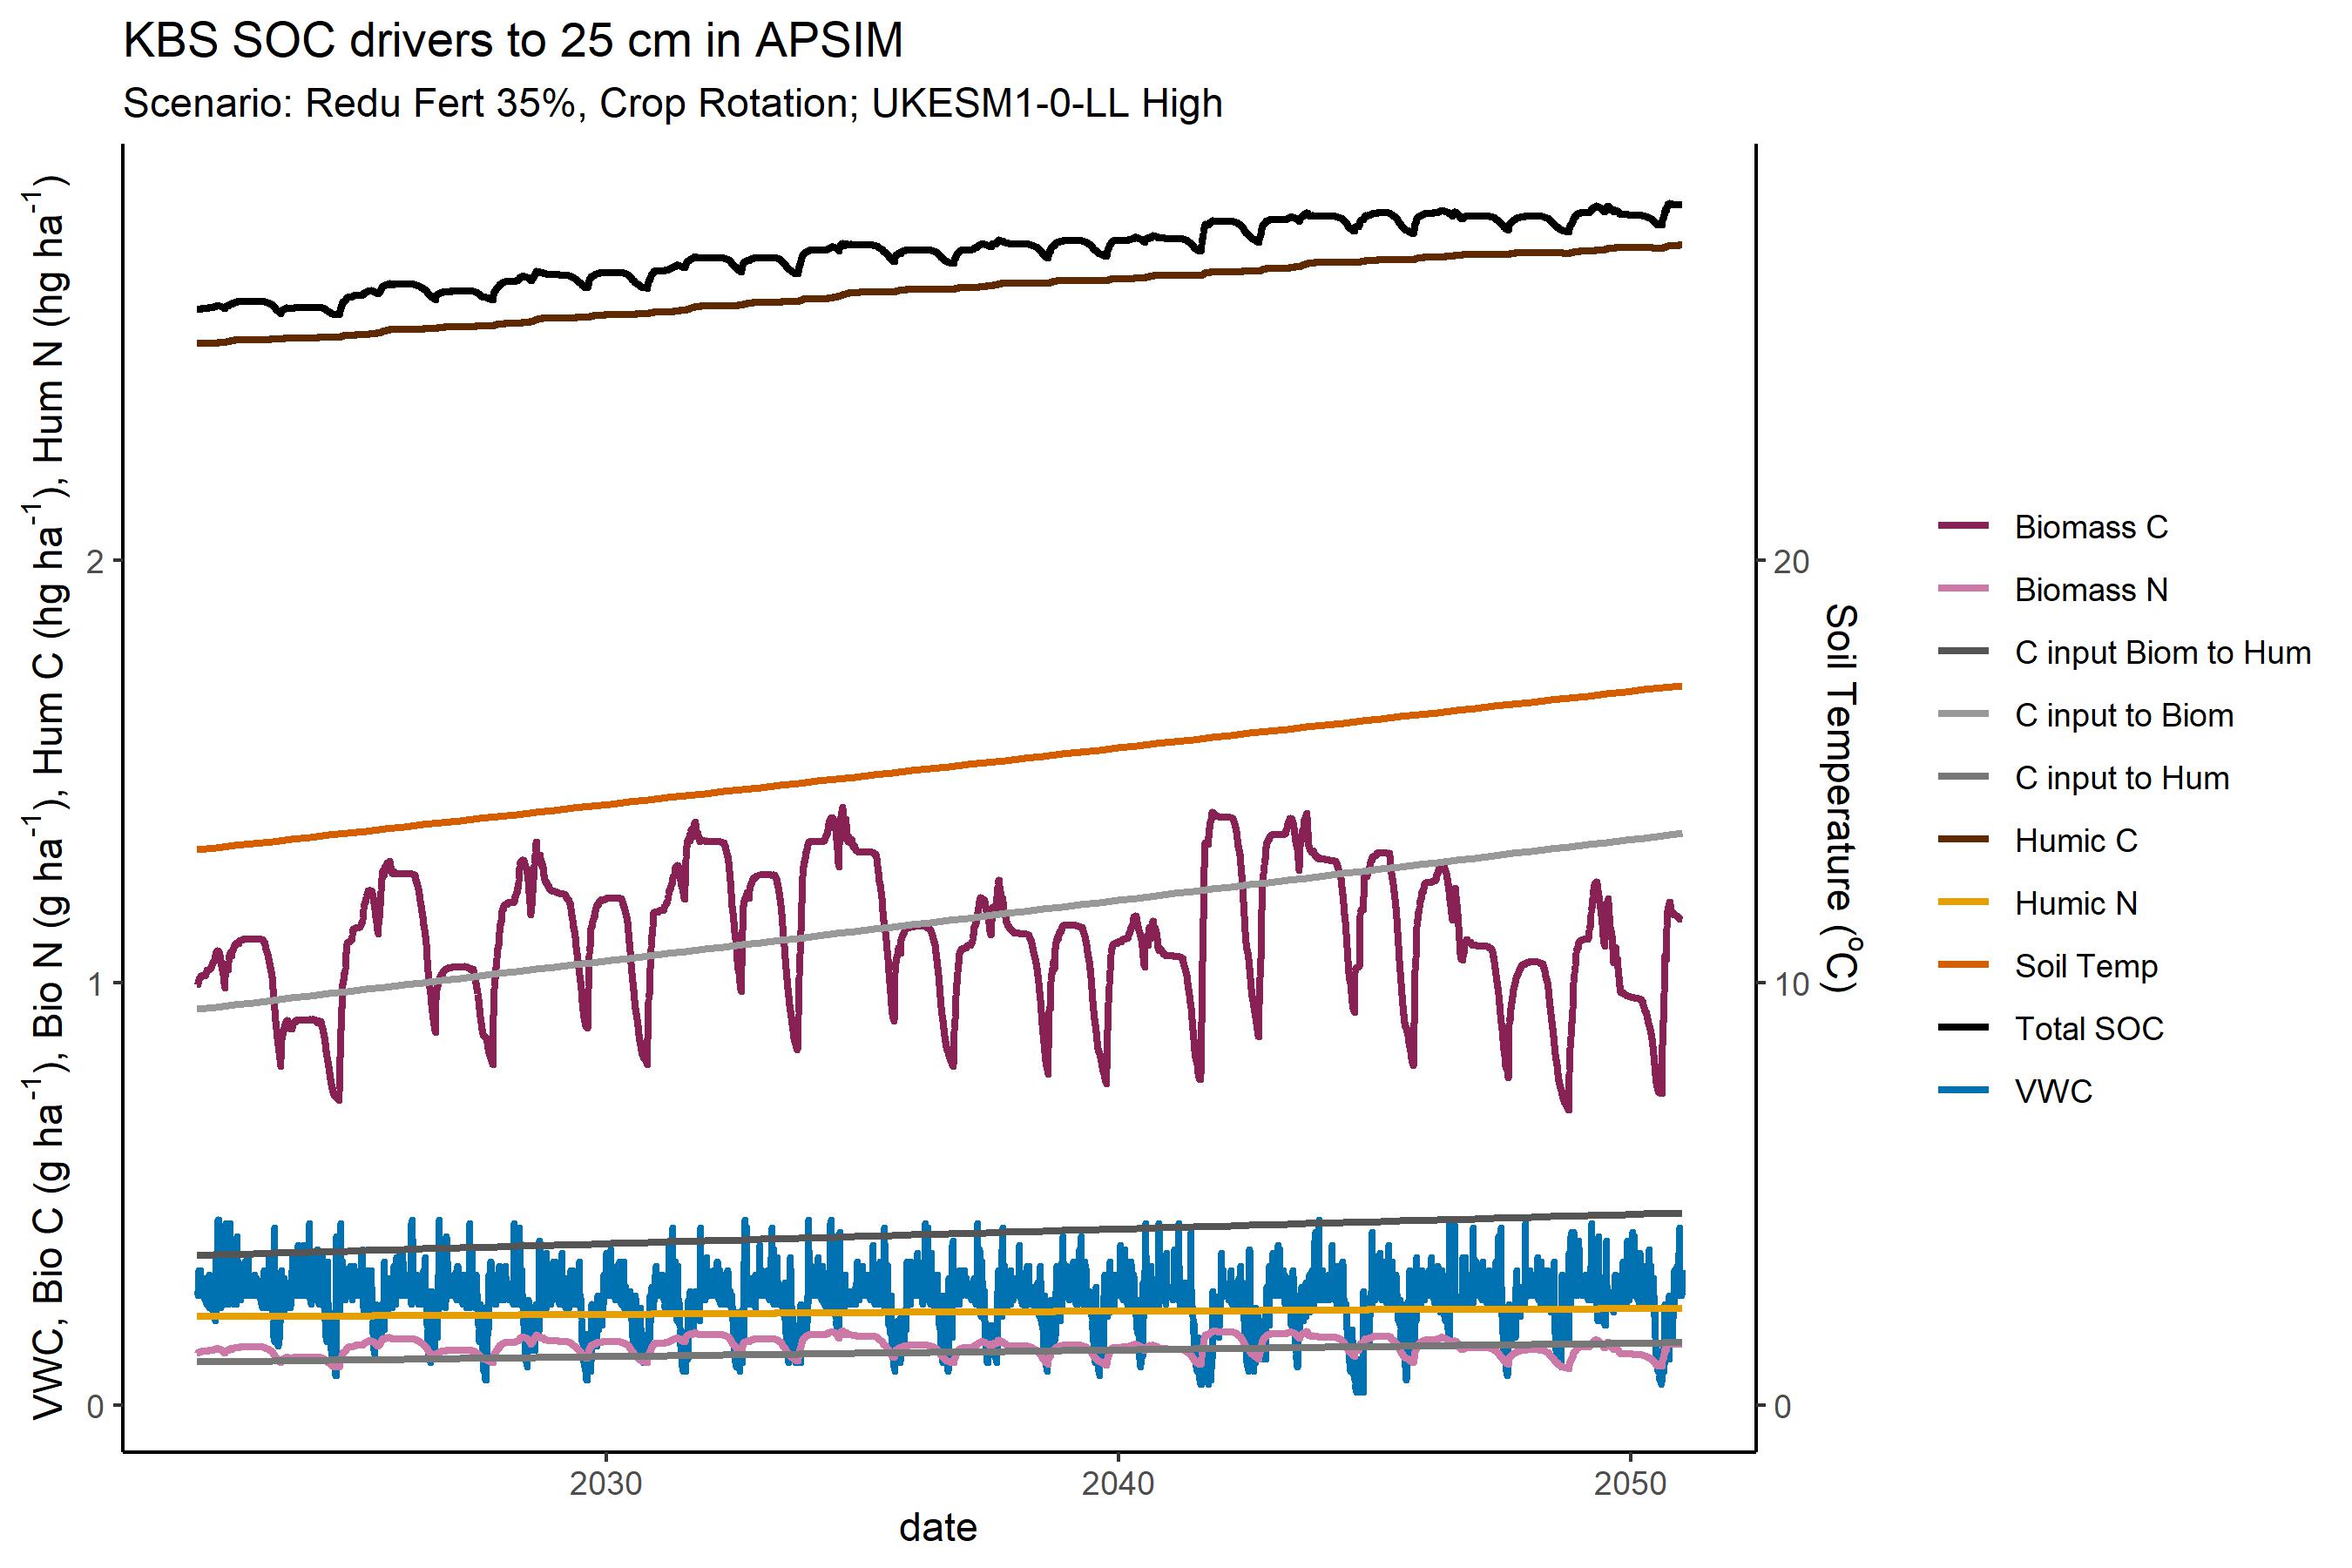 KBS SOC drivers to 25 cm in APSIM
Scenario: Redu Fert 35%, Crop Rotation; UKESM1-0-LL High
VWC, Bio C (g ha⁻¹), Bio N (g ha⁻¹), Hum C (hg ha⁻¹), Hum N (hg ha⁻¹)
2
1
0
20
10
0
Soil Temperature (°C)
2030
2040
2050
date
Biomass C
Biomass N
C input Biom to Hum
C input to Biom
C input to Hum
Humic C
Humic N
Soil Temp
Total SOC
VWC